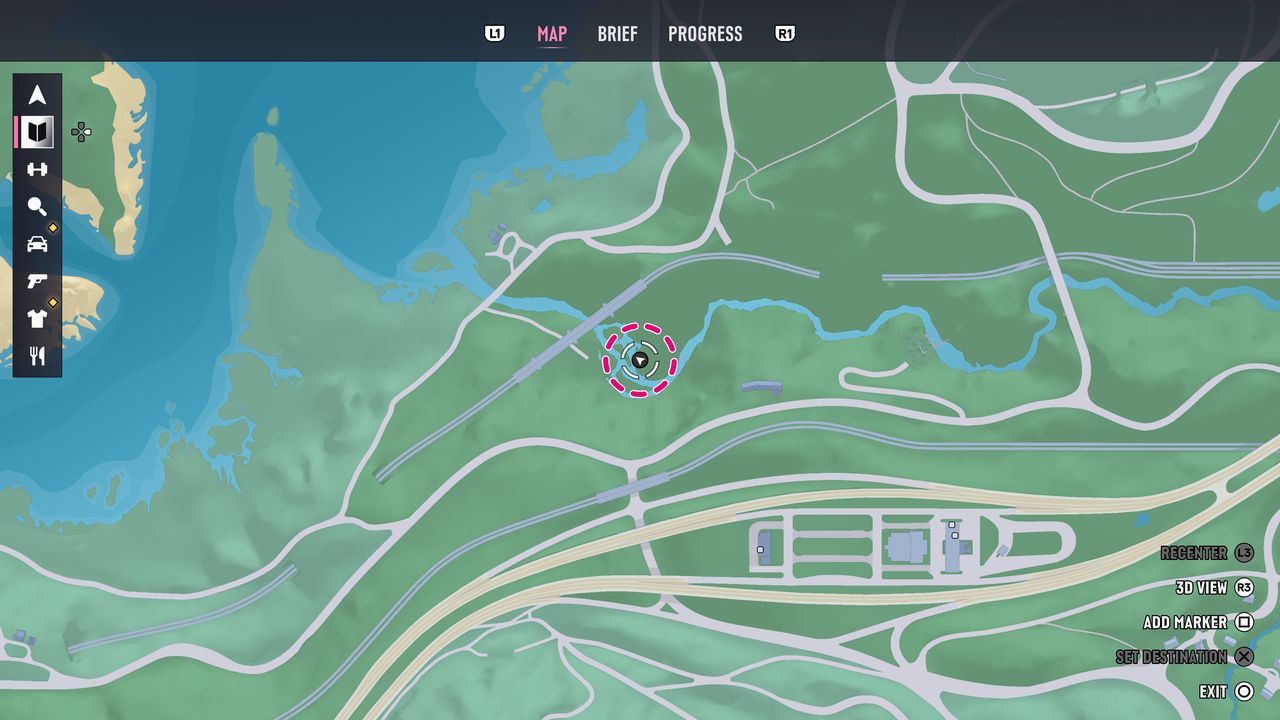 L1 MAP BRIEF PROGRESS R1
RECENTER L3
3D VIEW R3
ADD MARKER
SET DESTINATION
EXIT